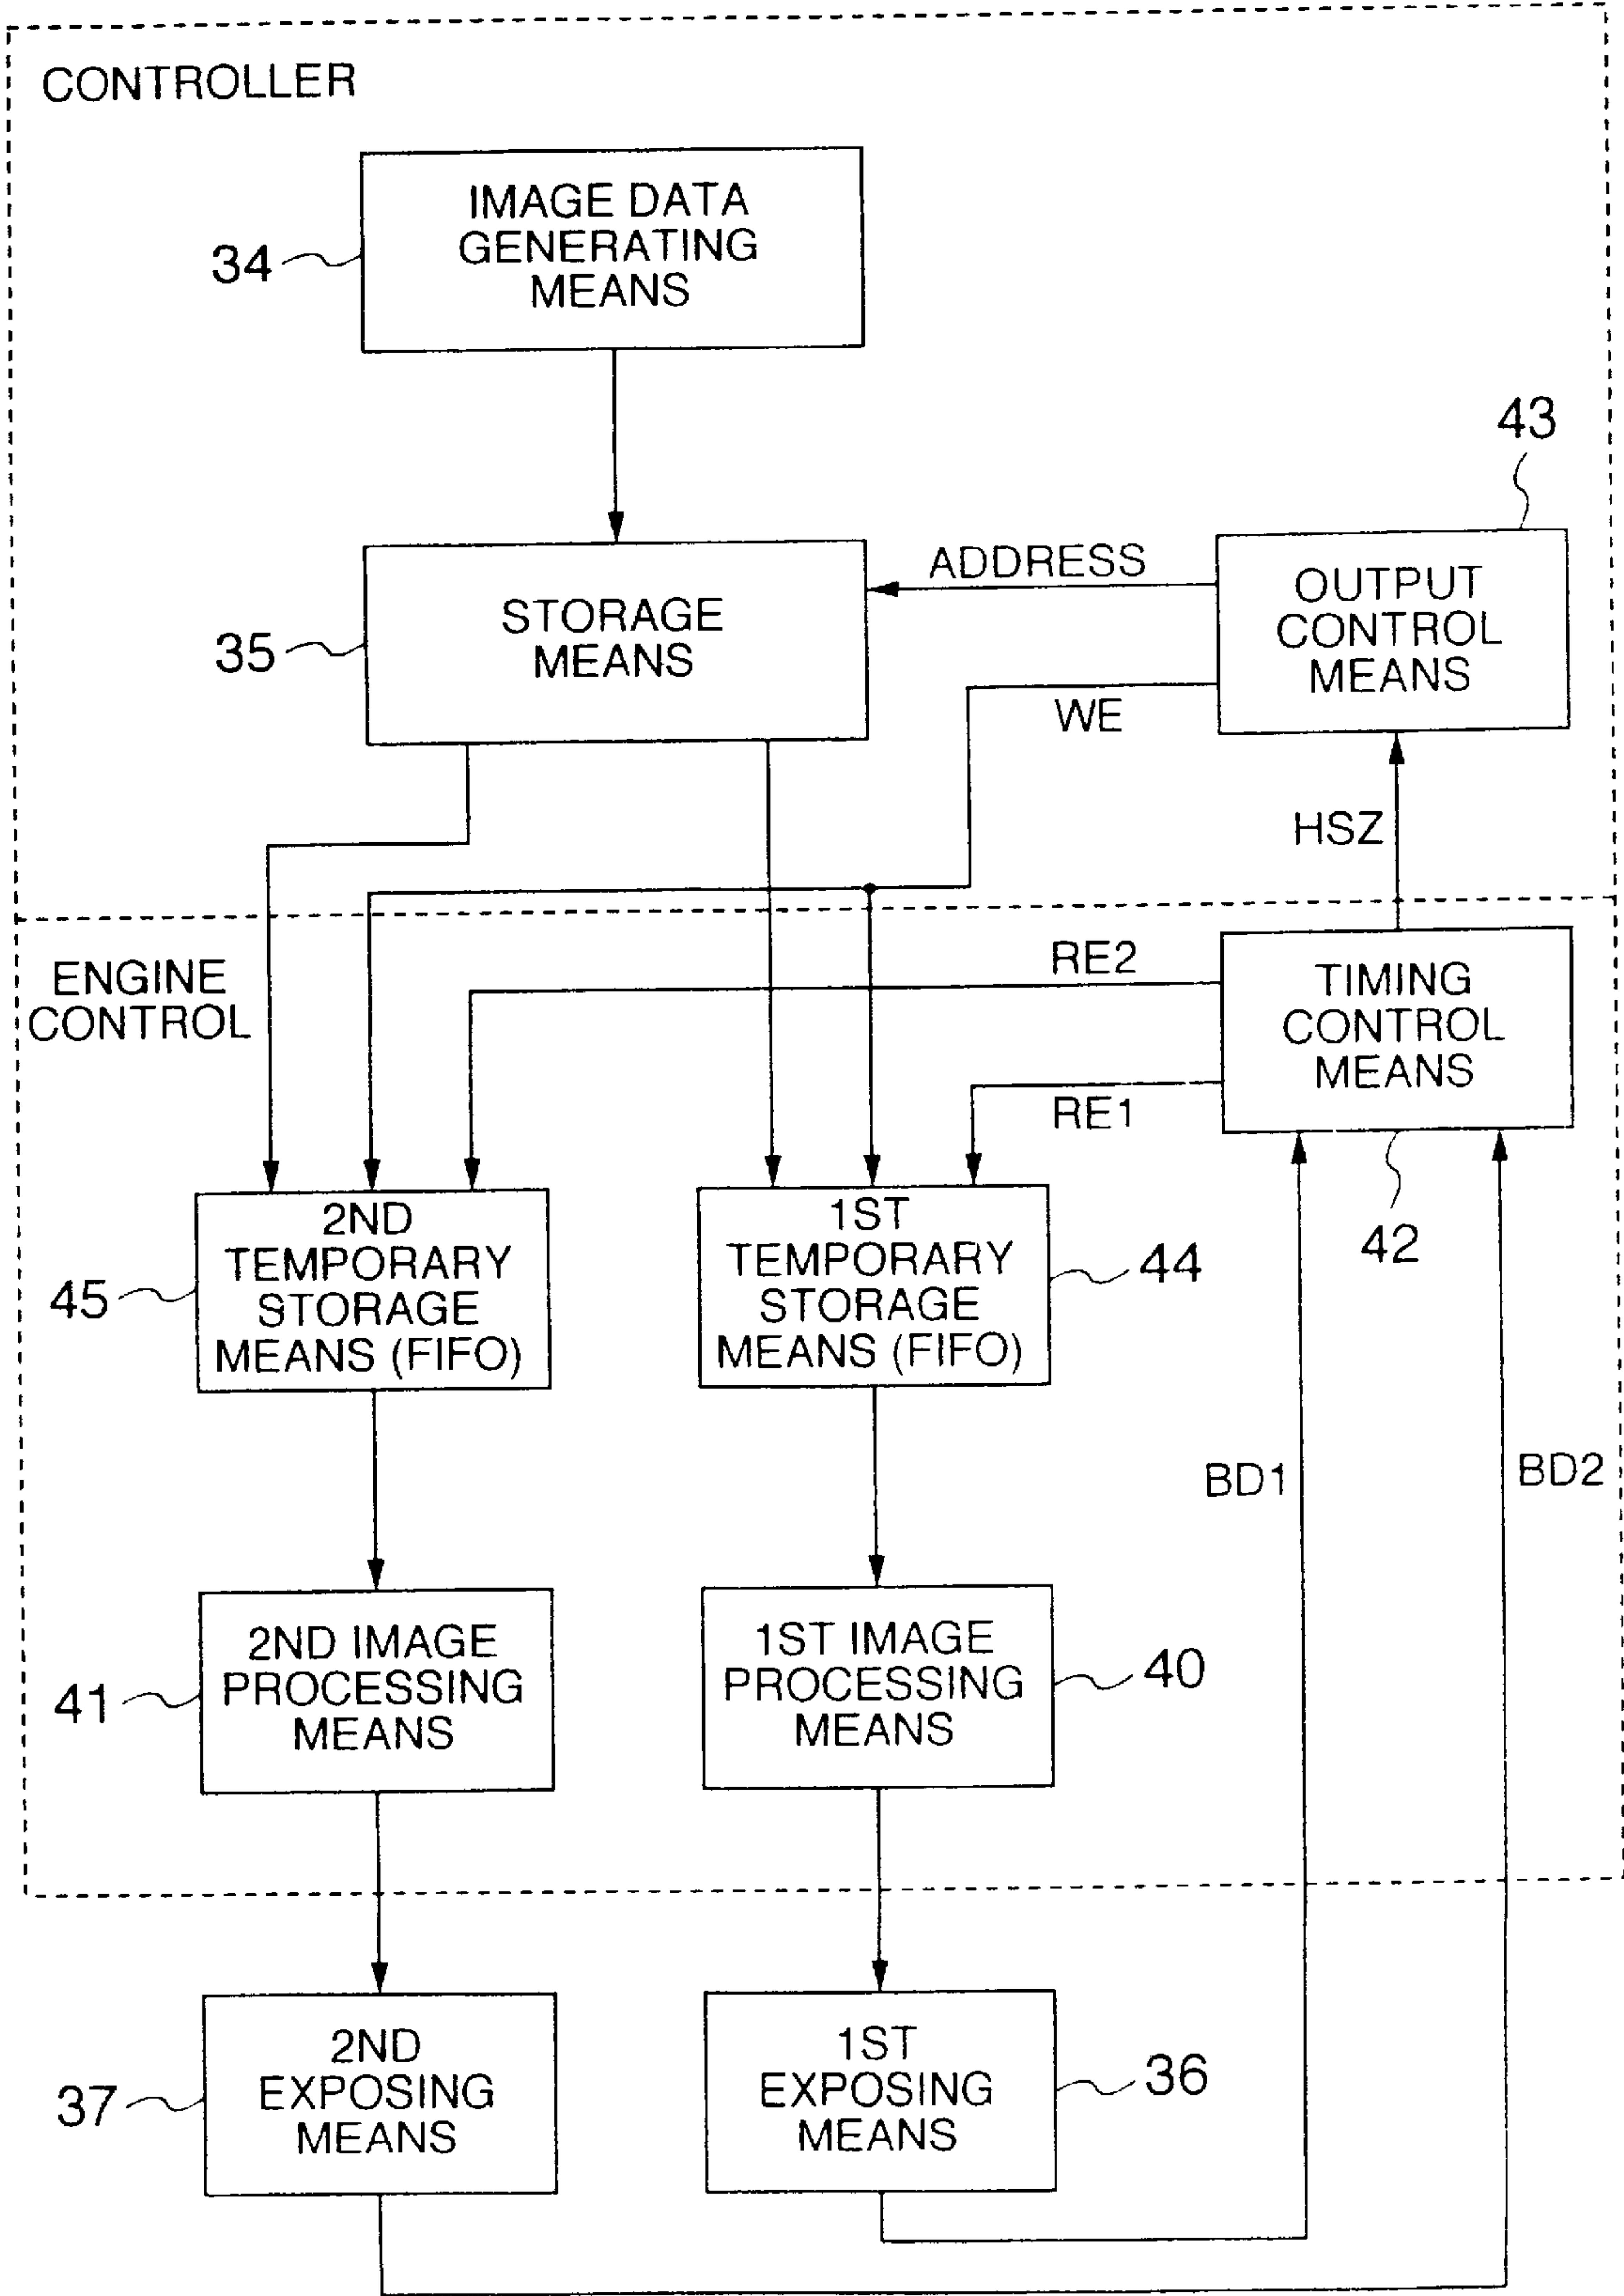 CONTROLLER
IMAGE DATA
GENERATING
MEANS
34
43
STORAGE
MEANS
35
ADDRESS
OUTPUT
CONTROL
MEANS
WE
HSZ
ENGINE
CONTROL
RE2
TIMING
CONTROL
MEANS
RE1
42
2ND
TEMPORARY
STORAGE
MEANS (FIFO)
45
1ST
TEMPORARY
STORAGE
MEANS (FIFO)
44
BD1
BD2
2ND IMAGE
PROCESSING
MEANS
41
1ST IMAGE
PROCESSING
MEANS
40
2ND
EXPOSING
MEANS
37
1ST
EXPOSING
MEANS
36